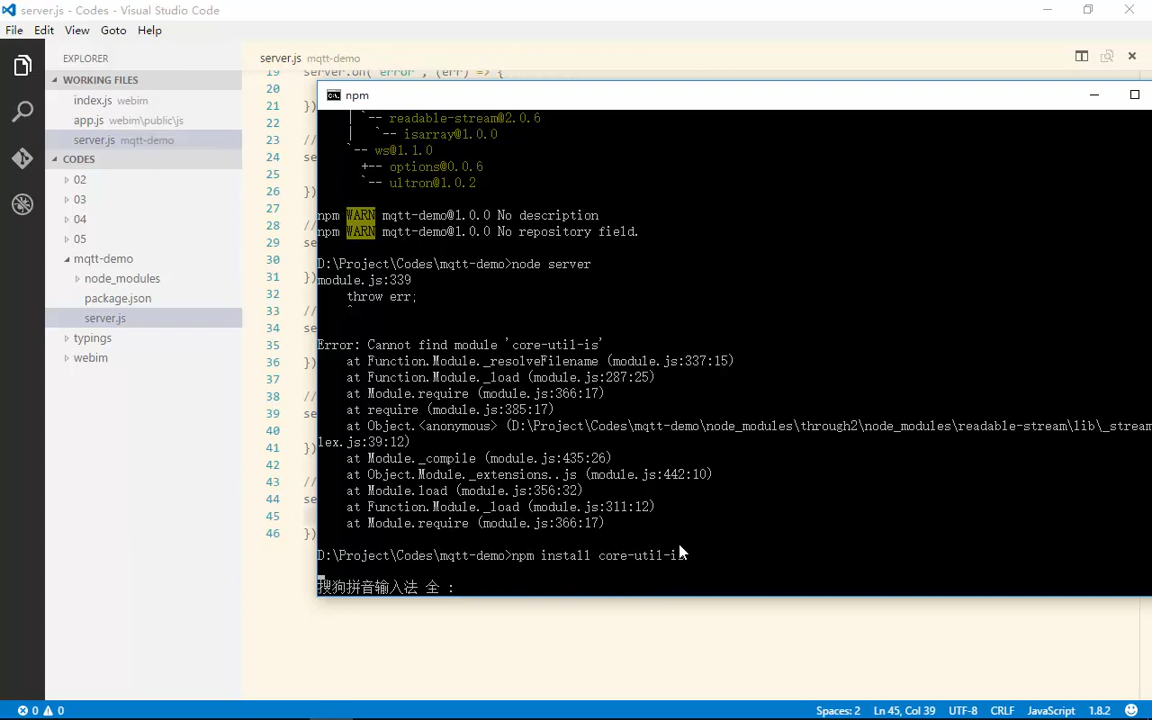 server.js - Codes - Visual Studio Code
File Edit View Goto Help
EXPLORER
WORKING FILES
index.js webim
app.js webim\public\js
server.js mqtt-demo
CODES
02
03
04
05
mqtt-demo
node_modules
package.json
server.js
typings
webim
server.js mqtt-demo
19 server.on('error', (err) => {
20
21 })
22
23 //
24 se
25
26 })
27
28 //
29 se
30
31 })
32
33 //
34 se
35
36 })
37
38 //
39 se
40
41 })
42
43 //
44 se
45
46 })
npm
| `-- readable-stream@2.0.6
| `-- isarray@1.0.0
`-- ws@1.1.0
+-- options@0.0.6
`-- ultron@1.0.2
npm WARN mqtt-demo@1.0.0 No description
npm WARN mqtt-demo@1.0.0 No repository field.
D:\Project\Codes\mqtt-demo>node server
module.js:339
throw err;
^
Error: Cannot find module 'core-util-is'
at Function.Module._resolveFilename (module.js:337:15)
at Function.Module._load (module.js:287:25)
at Module.require (module.js:366:17)
at require (module.js:385:17)
at Object.<anonymous> (D:\Project\Codes\mqtt-demo\node_modules\through2\node_modules\readable-stream\lib\_stream
lex.js:39:12)
at Module._compile (module.js:435:26)
at Object.Module._extensions..js (module.js:442:10)
at Module.load (module.js:356:32)
at Function.Module._load (module.js:311:12)
at Module.require (module.js:366:17)
D:\Project\Codes\mqtt-demo>npm install core-util-is
搜狗拼音输入法 全 :
0 0
Spaces: 2 Ln 45, Col 39 UTF-8 CRLF JavaScript 1.8.2